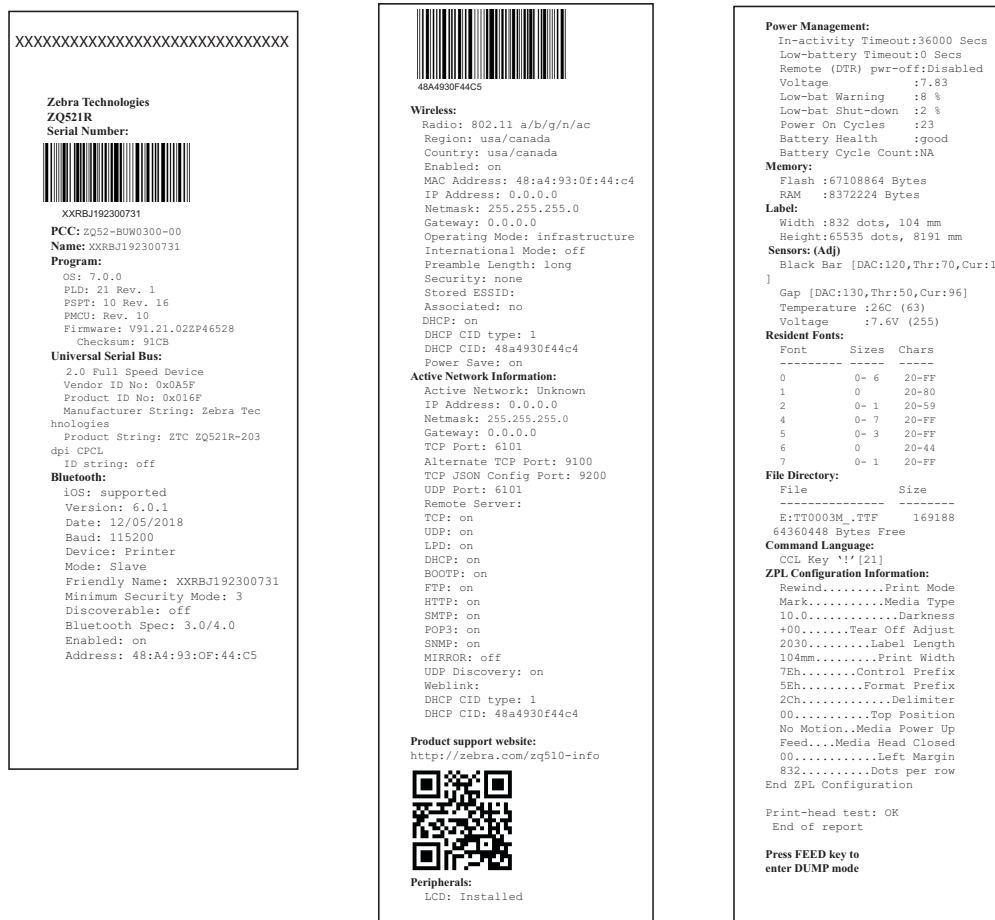 XXXXXXXXXXXXXXXXXXXXXXXXXXXXXX
Zebra Technologies
ZQ521R
Serial Number:
XXRBJ192300731
PCC: ZQ52-BUW0300-00
Name: XXRBJ192300731
Program:
OS: 7.0.0
PLD: 21 Rev. 1
PSPT: 10 Rev. 16
PMCU: Rev. 10
Firmware: V91.21.02ZP46528
Checksum: 91CB
Universal Serial Bus:
2.0 Full Speed Device
Vendor ID No: 0x0A5F
Product ID No: 0x016F
Manufacturer String: Zebra Tec
hnologies
Product String: ZTC ZQ521R-203
dpi CPCL
ID string: off
Bluetooth:
iOS: supported
Version: 6.0.1
Date: 12/05/2018
Baud: 115200
Device: Printer
Mode: Slave
Friendly Name: XXRBJ192300731
Minimum Security Mode: 3
Discoverable: off
Bluetooth Spec: 3.0/4.0
Enabled: on
Address: 48:A4:93:OF:44:C5
48A4930F44C5
Wireless:
Radio: 802.11 a/b/g/n/ac
Region: usa/canada
Country: usa/canada
Enabled: on
MAC Address: 48:a4:93:0f:44:c4
IP Address: 0.0.0.0
Netmask: 255.255.255.0
Gateway: 0.0.0.0
Operating Mode: infrastructure
International Mode: off
Preamble Length: long
Security: none
Stored ESSID:
Associated: no
DHCP: on
DHCP CID type: 1
DHCP CID: 48a4930f44c4
Power Save: on
Active Network Information:
Active Network: Unknown
IP Address: 0.0.0.0
Netmask: 255.255.255.0
Gateway: 0.0.0.0
TCP Port: 6101
Alternate TCP Port: 9100
TCP JSON Config Port: 9200
UDP Port: 6101
Remote Server:
TCP: on
UDP: on
LPD: on
DHCP: on
BOOTP: on
FTP: on
HTTP: on
SMTP: on
POP3: on
SNMP: on
MIRROR: off
UDP Discovery: on
Weblink:
DHCP CID type: 1
DHCP CID: 48a4930f44c4
Product support website:
http://zebra.com/zq510-info
Peripherals:
LCD: Installed
Power Management:
In-activity Timeout:36000 Secs
Low-battery Timeout:0 Secs
Remote (DTR) pwr-off:Disabled
Voltage :7.83
Low-bat Warning :8 %
Low-bat Shut-down :2 %
Power On Cycles :23
Battery Health :good
Battery Cycle Count:NA
Memory:
Flash :67108864 Bytes
RAM :8372224 Bytes
Label:
Width :832 dots, 104 mm
Height:65535 dots, 8191 mm
Sensors: (Adj)
Black Bar [DAC:120,Thr:70,Cur:1
]
Gap [DAC:130,Thr:50,Cur:96]
Temperature :26C (63)
Voltage :7.6V (255)
Resident Fonts:
Font Sizes Chars
--------- ----- -----
0 0- 6 20-FF
1 0 20-80
2 0- 1 20-59
4 0- 7 20-FF
5 0- 3 20-FF
6 0 20-44
7 0- 1 20-FF
File Directory:
File Size
--------------- --------
E:TT0003M_.TTF 169188
64360448 Bytes Free
Command Language:
CCL Key ‘!’[21]
ZPL Configuration Information:
Rewind.........Print Mode
Mark...........Media Type
10.0.............Darkness
+00.......Tear Off Adjust
2030.........Label Length
104mm.........Print Width
7Eh........Control Prefix
5Eh.........Format Prefix
2Ch.............Delimiter
00...........Top Position
No Motion..Media Power Up
Feed....Media Head Closed
00............Left Margin
832..........Dots per row
End ZPL Configuration
Print-head test: OK
End of report
Press FEED key to
enter DUMP mode